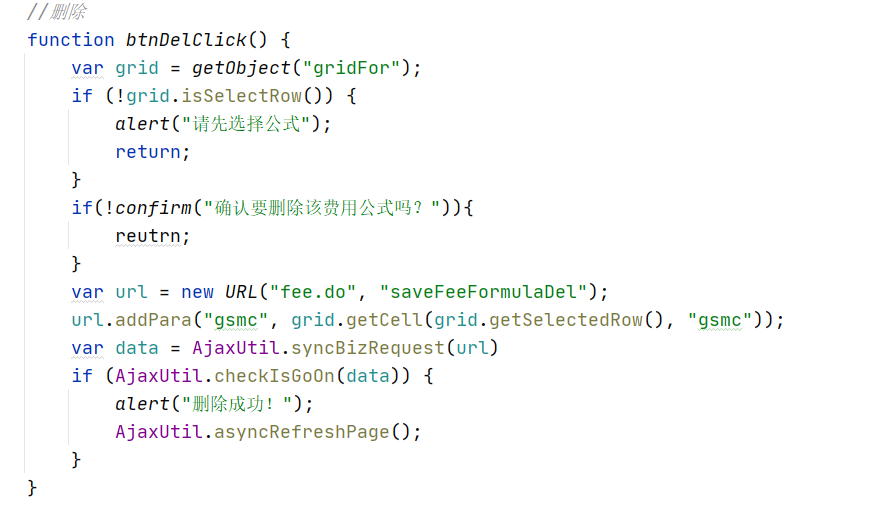 //删除
function btnDelClick() {
var grid = getObject("gridFor");
if (!grid.isSelectRow()) {
alert("请先选择公式");
return;
}
if(!confirm("确认要删除该费用公式吗？")){
reutrn;
}
var url = new URL("fee.do", "saveFeeFormulaDel");
url.addPara("gsmc", grid.getCell(grid.getSelectedRow(), "gsmc"));
var data = AjaxUtil.syncBizRequest(url)
if (AjaxUtil.checkIsGoOn(data)) {
alert("删除成功！");
AjaxUtil.asyncRefreshPage();
}
}